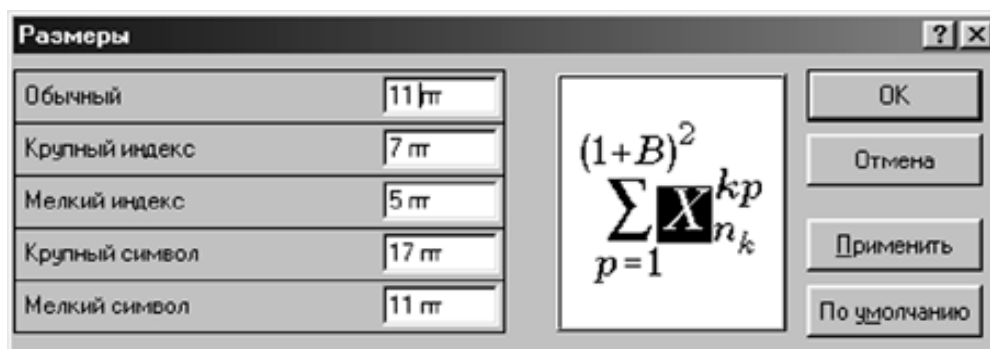 Размеры ? ×
Обычный 11 пт
Крупный индекс 7 пт
Мелкий индекс 5 пт
Крупный символ 17 пт
Мелкий символ 11 пт
(1+B)²
∑ X kp
n k
p=1
OK
Отмена
Применить
По умолчанию